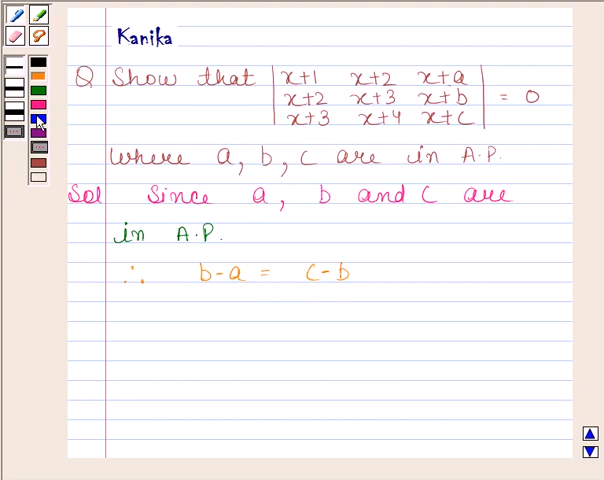 Kanika
Q Show that | x+1 x+2 x+a |
| x+2 x+3 x+b | = 0
| x+3 x+4 x+c |
where a, b, c are in A.P.
Sol Since a, b and c are
in A.P.
∴ b-a = c-b